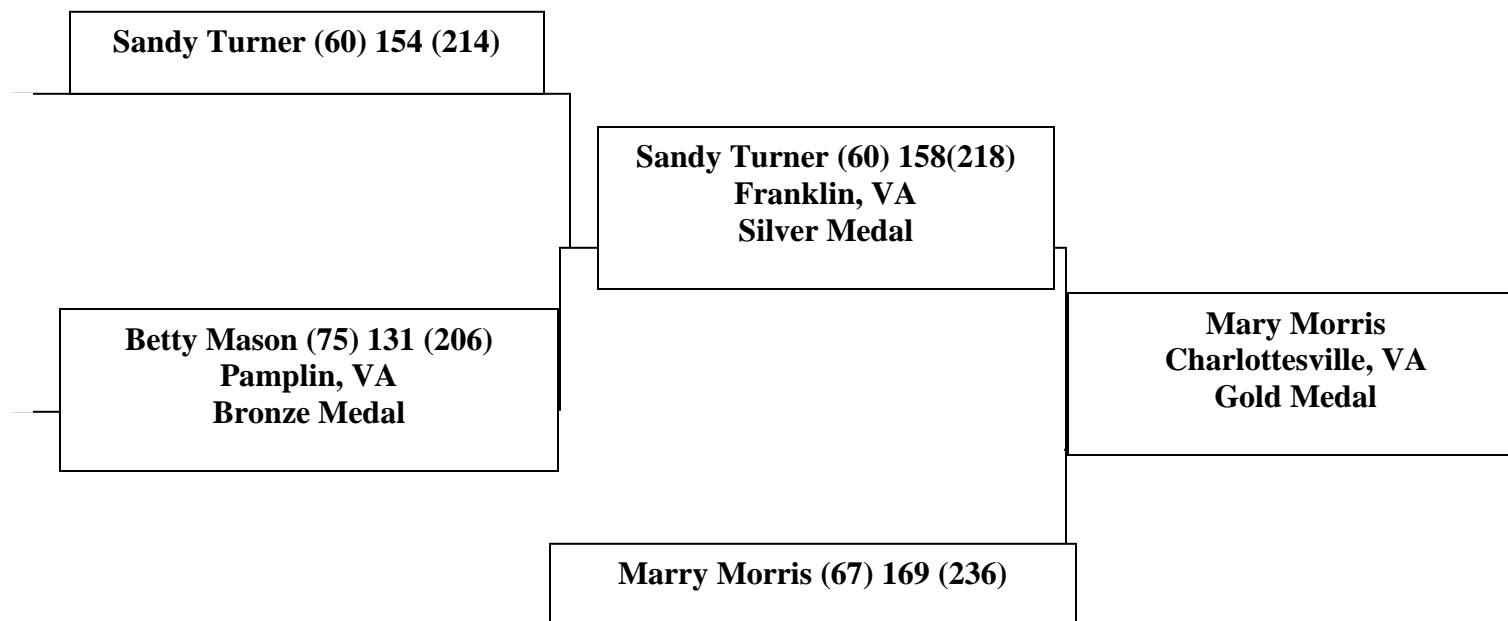 Sandy Turner (60) 154 (214)
Sandy Turner (60) 158(218)
Franklin, VA
Silver Medal
Betty Mason (75) 131 (206)
Pamplin, VA
Bronze Medal
Mary Morris
Charlottesville, VA
Gold Medal
Marry Morris (67) 169 (236)